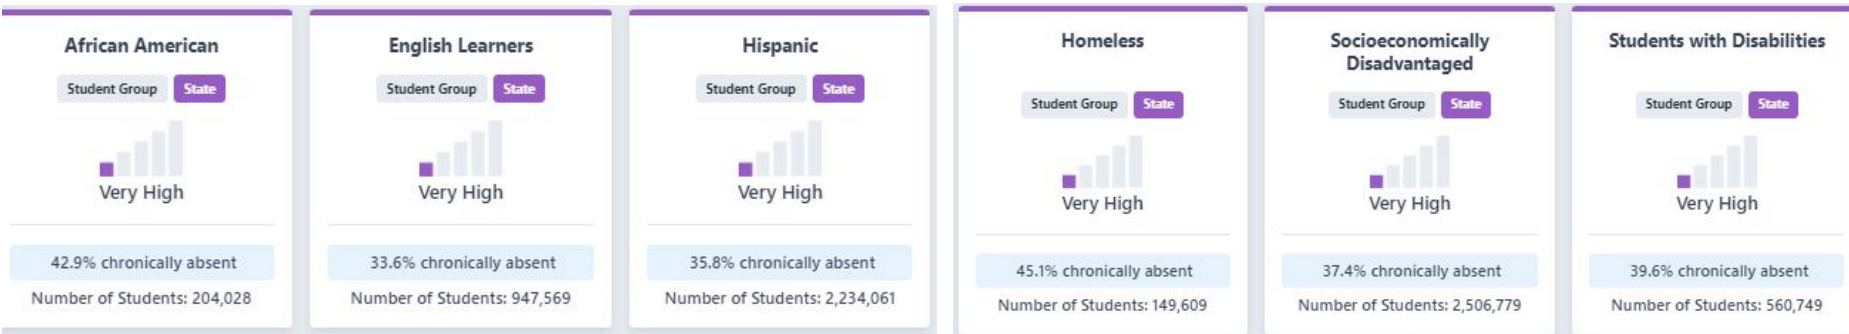 African American
Student Group State
Very High
42.9% chronically absent
Number of Students: 204,028
English Learners
Student Group State
Very High
33.6% chronically absent
Number of Students: 947,569
Hispanic
Student Group State
Very High
35.8% chronically absent
Number of Students: 2,234,061
Homeless
Student Group State
Very High
45.1% chronically absent
Number of Students: 149,609
Socioeconomically
Disadvantaged
Student Group State
Very High
37.4% chronically absent
Number of Students: 2,506,779
Students with Disabilities
Student Group State
Very High
39.6% chronically absent
Number of Students: 560,749